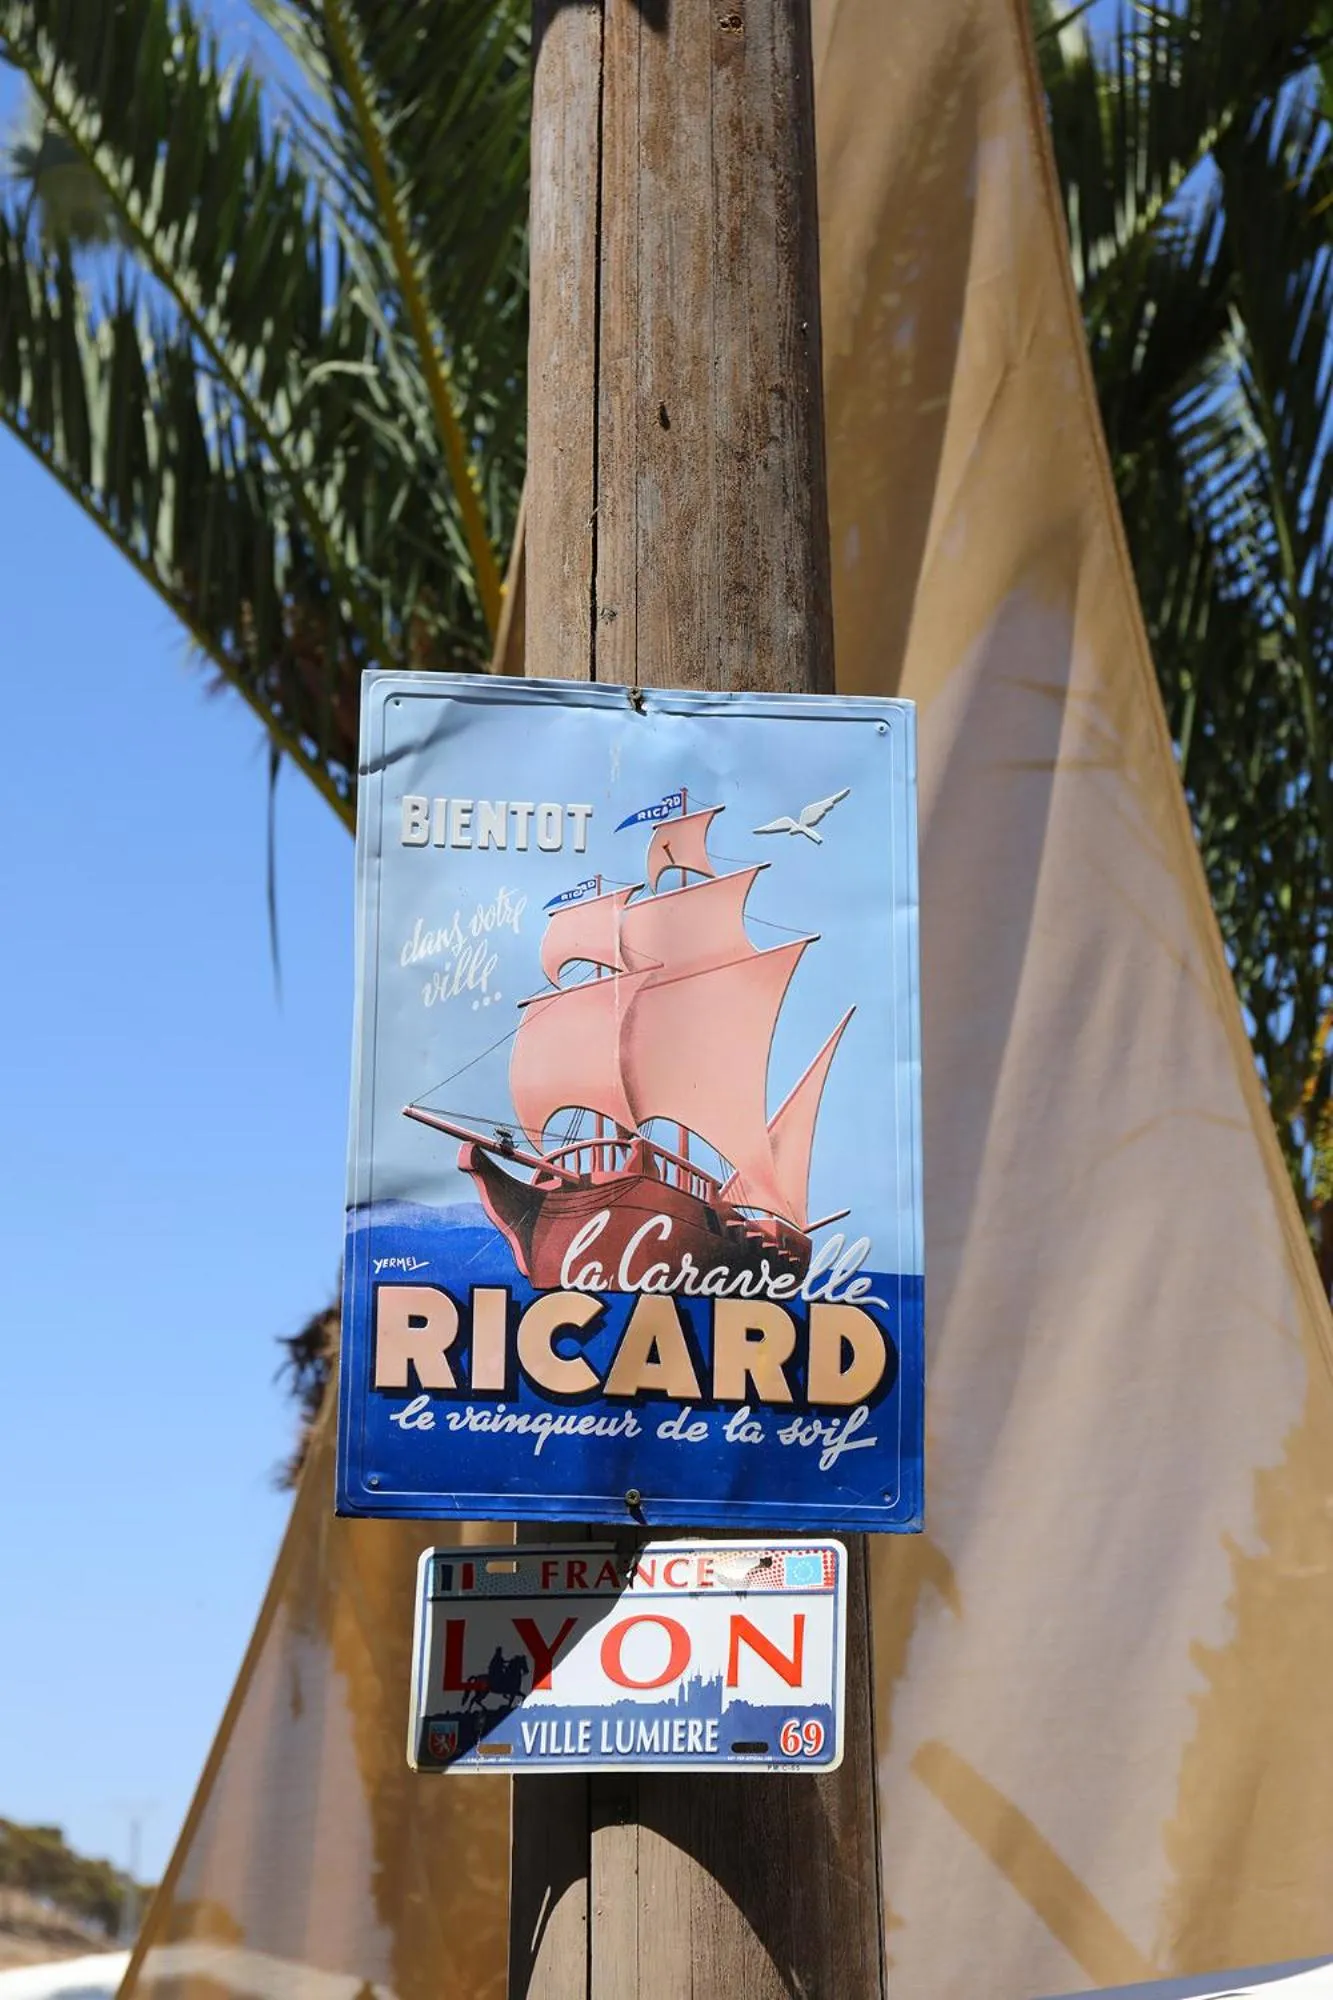 BIENTOT
RICARD
RICARD
dans votre
ville...
YERMEL
la Caravelle
RICARD
le vainqueur de la soif
FRANCE
LYON
VILLE LUMIERE
69